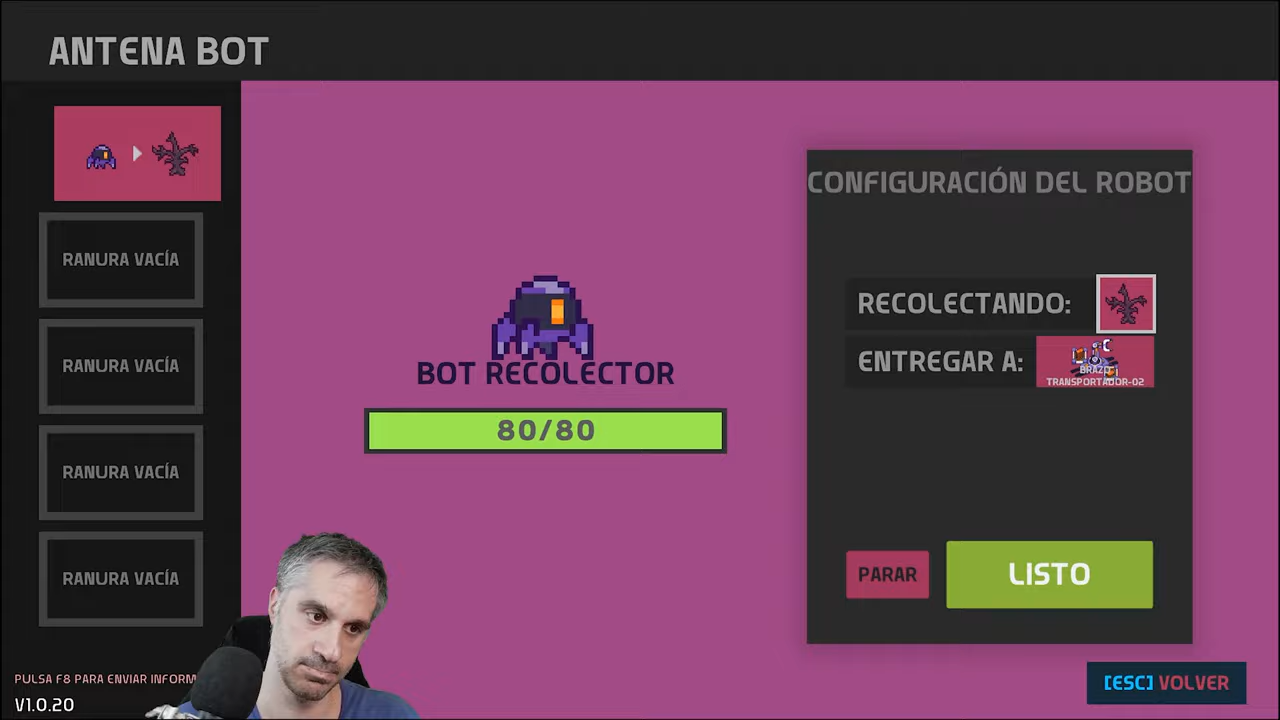 ANTENA BOT
RANURA VACÍA
RANURA VACÍA
RANURA VACÍA
RANURA VACÍA
BOT RECOLECTOR
80/80
CONFIGURACIÓN DEL ROBOT
RECOLECTANDO:
ENTREGAR A:
BRAZO
TRANSPORTADOR-02
PARAR
LISTO
PULSA F8 PARA ENVIAR INFORM
V1.0.20
[ESC] VOLVER